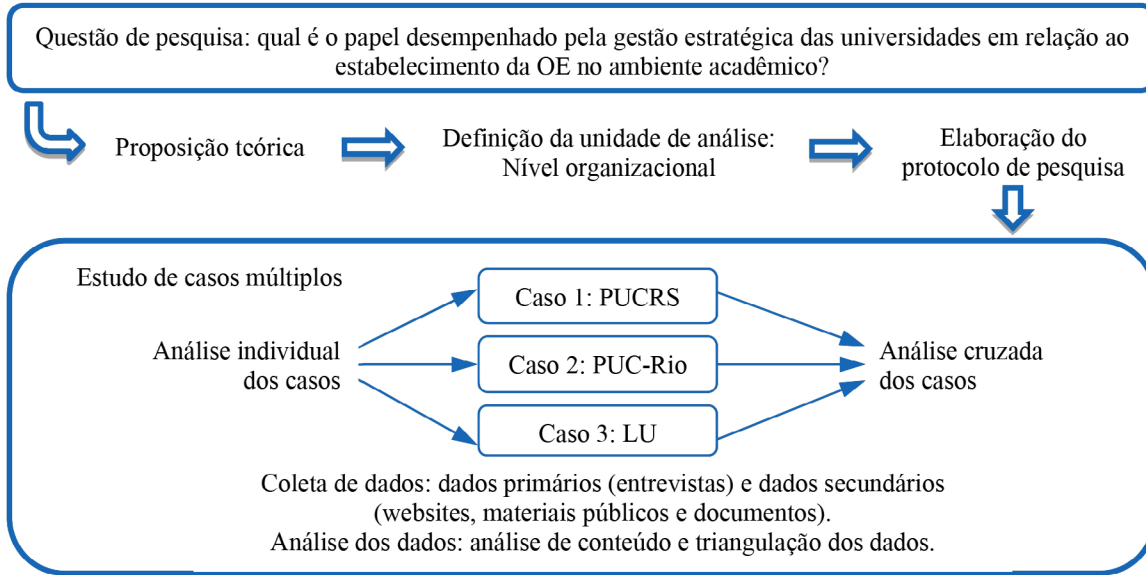 Questão de pesquisa: qual é o papel desempenhado pela gestão estratégica das universidades em relação ao
estabelecimento da OE no ambiente acadêmico?
Proposição tcórica
Definição da unidade de análise:
Nível organizacional
Elaboração do
protocolo de pesquisa
Estudo de casos múltiplos
Análise individual
dos casos
Caso 1: PUCRS
Caso 2: PUC-Rio
Caso 3: LU
Análise cruzada
dos casos
Coleta de dados: dados primários (entrevistas) e dados secundários
(websites, materiais públicos e documentos).
Análise dos dados: análise de conteúdo e triangulação dos dados.